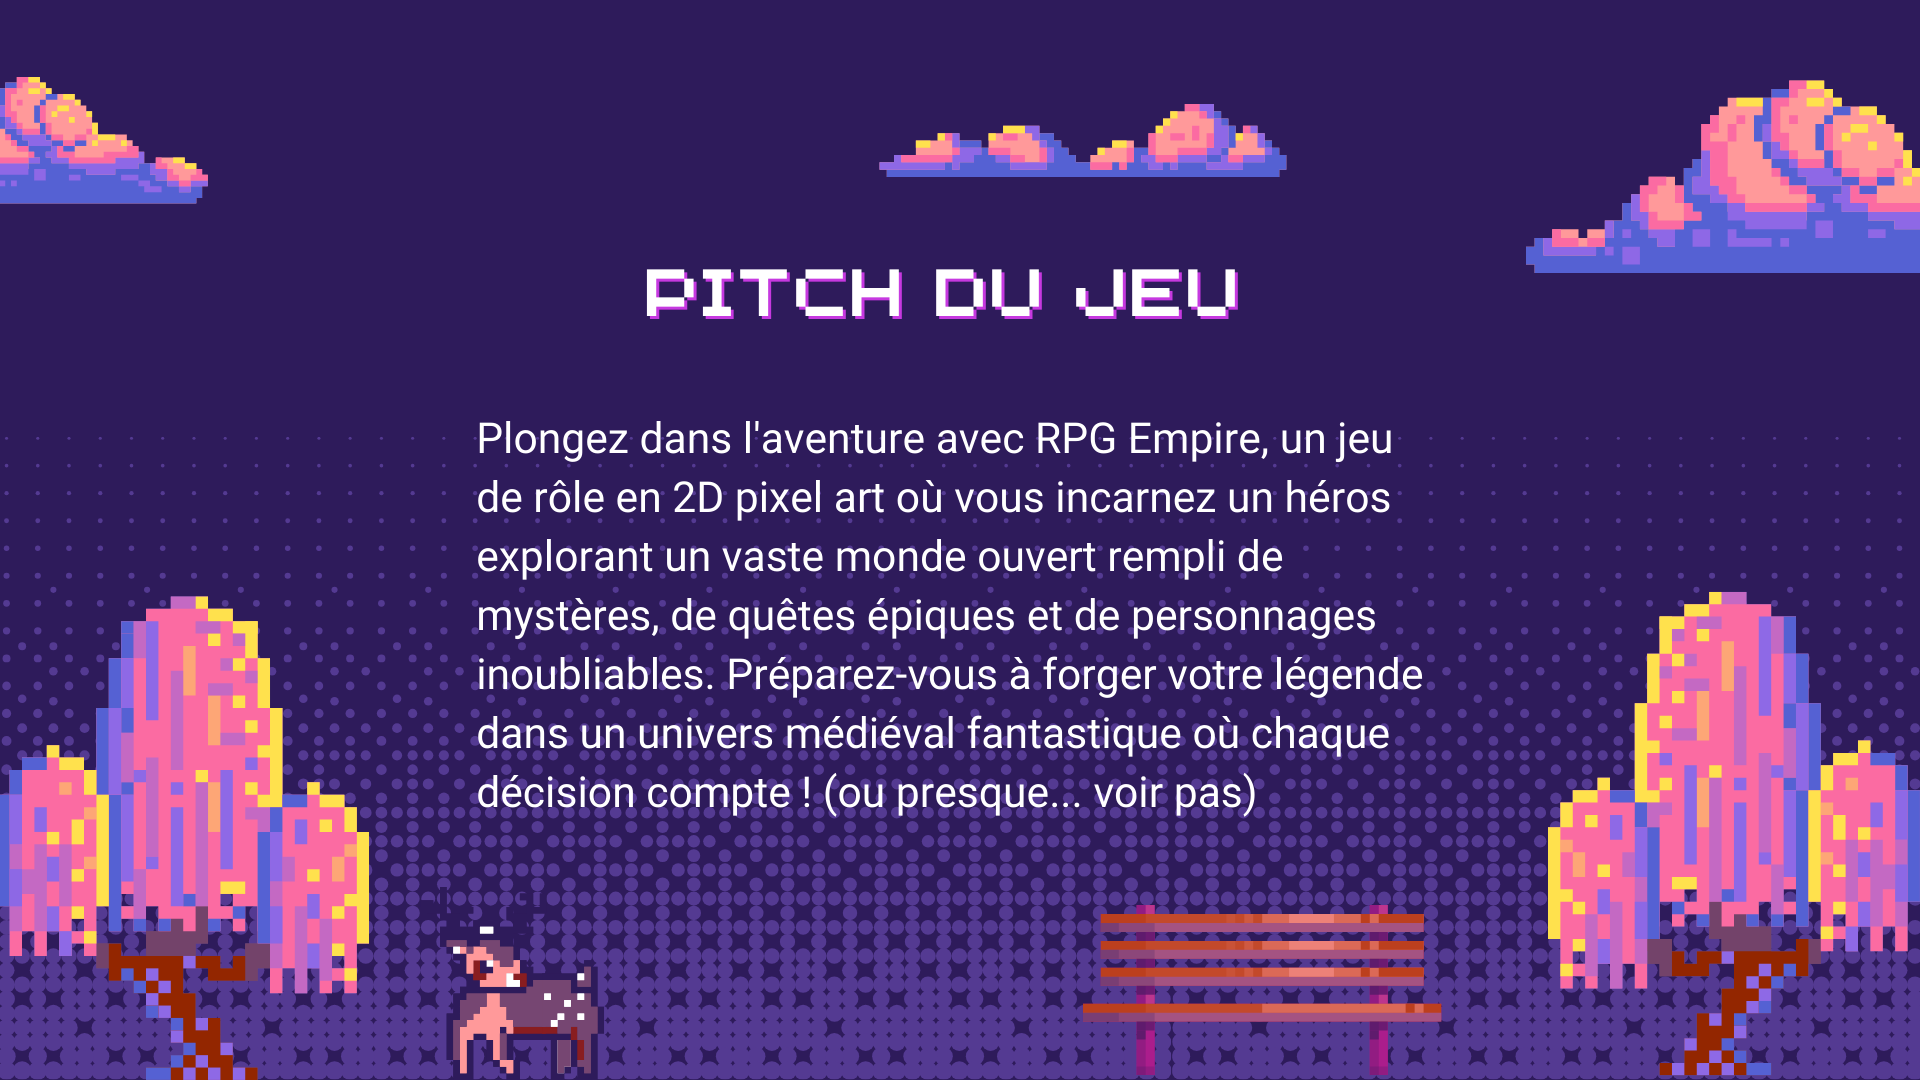 PITCH DU JEU
Plongez dans l'aventure avec RPG Empire, un jeu
de rôle en 2D pixel art où vous incarnez un héros
explorant un vaste monde ouvert rempli de
mystères, de quêtes épiques et de personnages
inoubliables. Préparez-vous à forger votre légende
dans un univers médiéval fantastique où chaque
décision compte ! (ou presque... voir pas)